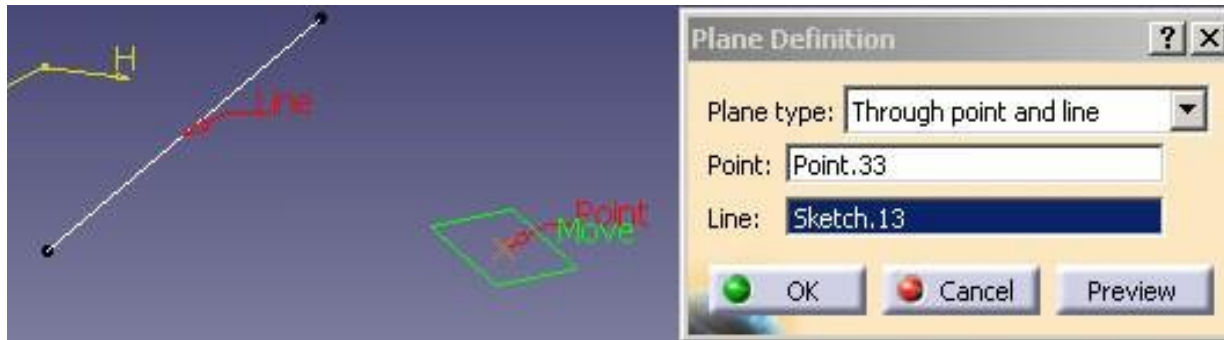 H
Line
Point
Move
Plane Definition
? X
Plane type: Through point and line
Point: Point.33
Line: Sketch.13
OK Cancel Preview